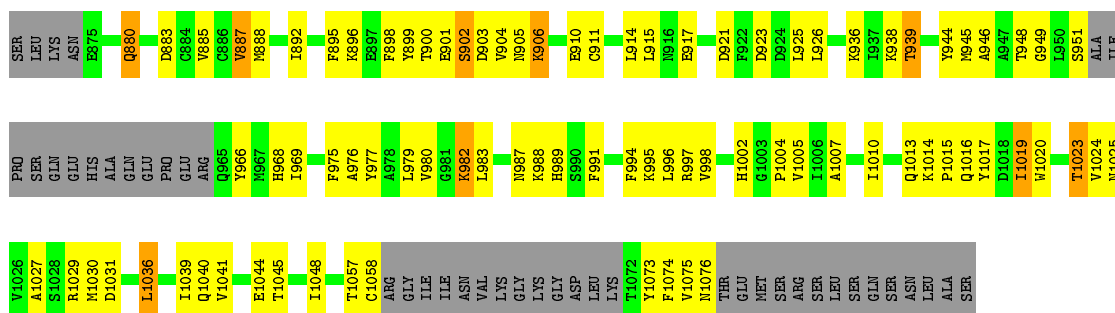 SER LEU LYS ASN E875 Q880 D883 C884 V885 C886 V887 M888 I892 F895 K896 E897 F898 Y899 T900 E901 S902 D903 V904 N905 K906 E910 C911 L914 L915 N916 E917 D921 F922 D923 D924 L925 L926 K936 I937 K938 T939 Y944 M945 A946 A947 T948 G949 L950 S951 ALA ILE
PRO SER GLN GLU HIS ALA GLN GLU PRO GLU ARG Q965 Y966 M967 H968 I969 F975 A976 Y977 A978 L979 V980 G981 K982 L983 N987 K988 H989 S990 F991 F994 K995 L996 R997 V998 H1002 G1003 P1004 V1005 I1006 A1007 I1010 Q1013 K1014 P1015 Q1016 Y1017 D1018 I1019 W1020 T1023 V1024 N1025
V1026 A1027 S1028 R1029 M1030 D1031 L1036 I1039 Q1040 V1041 E1044 T1045 I1048 T1057 C1058 ARG GLY ILE ILE ASN VAL LYS GLY LYS GLY ASP LEU LYS T1072 Y1073 F1074 V1075 N1076 THR GLU MET SER ARG SER LEU SER GLN SER ASN LEU ALA SER